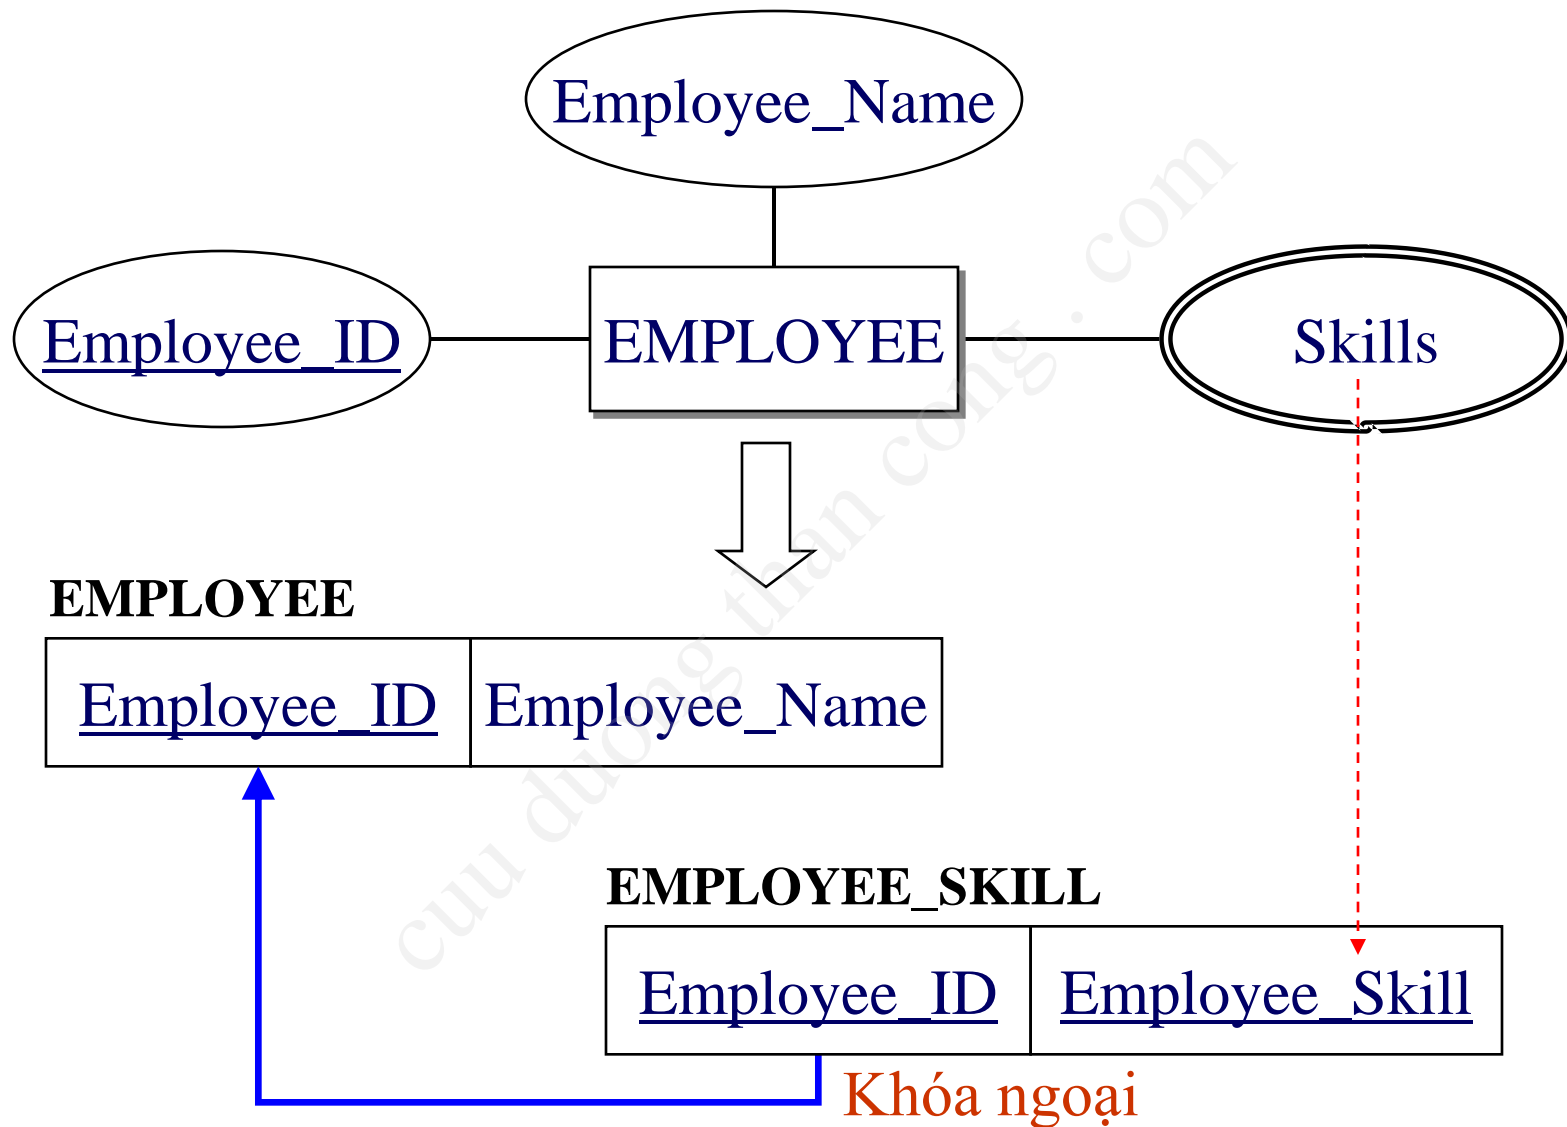 Employee_Name
Employee_ID
EMPLOYEE
Skills
EMPLOYEE
Employee_ID
Employee_Name
EMPLOYEE_SKILL
Employee_ID
Employee_Skill
Khóa ngoại
cuu duong than cong . com